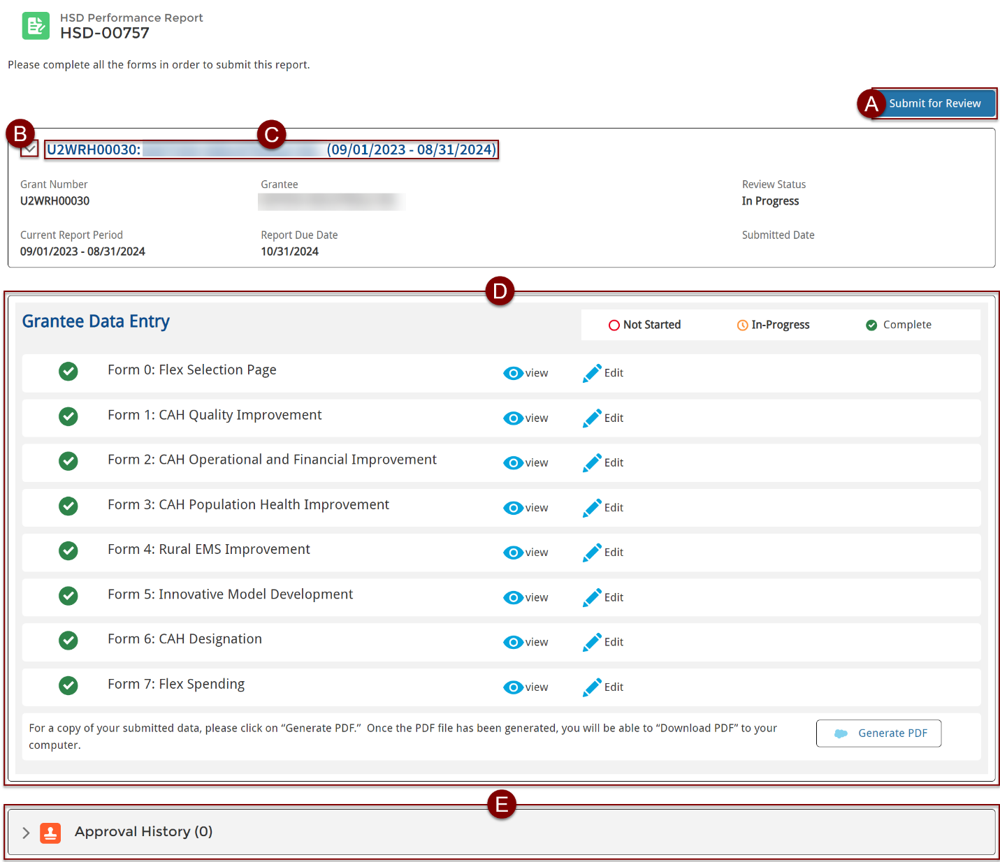 HSD Performance Report
HSD-00757
Please complete all the forms in order to submit this report.
A Submit for Review
B
C
U2WRH00030: (09/01/2023 - 08/31/2024)
Grant Number Grantee Review Status
U2WRH00030 In Progress
Current Report Period Report Due Date Submitted Date
09/01/2023 - 08/31/2024 10/31/2024
D
Grantee Data Entry Not Started In-Progress Complete
Form 0: Flex Selection Page view Edit
Form 1: CAH Quality Improvement view Edit
Form 2: CAH Operational and Financial Improvement view Edit
Form 3: CAH Population Health Improvement view Edit
Form 4: Rural EMS Improvement view Edit
Form 5: Innovative Model Development view Edit
Form 6: CAH Designation view Edit
Form 7: Flex Spending view Edit
For a copy of your submitted data, please click on “Generate PDF.” Once the PDF file has been generated, you will be able to “Download PDF” to your
computer.
Generate PDF
E
Approval History (0)